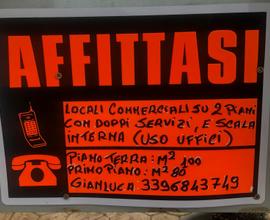 AFFITTASI
LOCALI COMMERCIALI SU 2 PIANI
CON DOPPI SERVIZI, E SCALA
INTERNA (USO UFFICI)
PIANO TERRA: M² 100
PRIMO PIANO: M² 80
GIANLUCA 3396843749